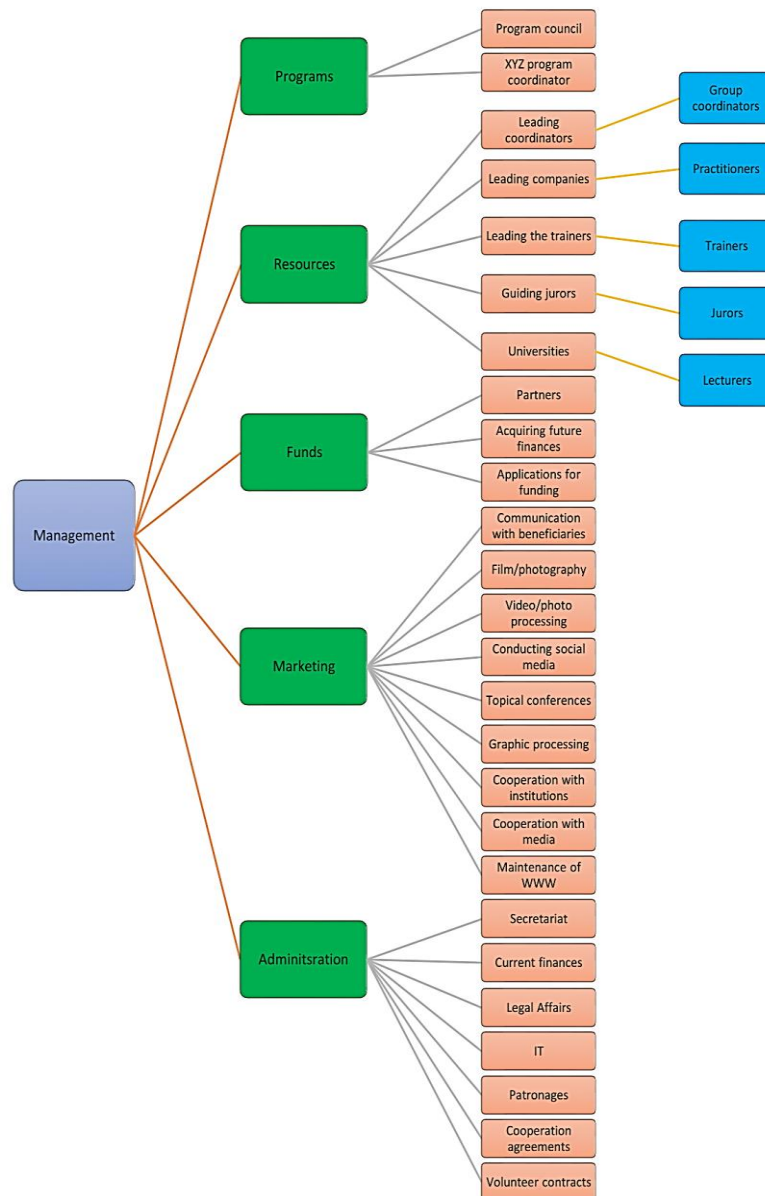 Management
Programs
Program council
XYZ program
coordinator
Resources
Leading
coordinators
Group
coordinators
Leading companies
Practitioners
Leading the trainers
Trainers
Guiding jurors
Jurors
Universities
Lecturers
Funds
Partners
Acquiring future
finances
Applications for
funding
Marketing
Communication
with beneficiaries
Film/photography
Video/photo
processing
Conducting social
media
Topical conferences
Graphic processing
Cooperation with
institutions
Cooperation with
media
Maintenance of
WWW
Adminitsration
Secretariat
Current finances
Legal Affairs
IT
Patronages
Cooperation
agreements
Volunteer contracts